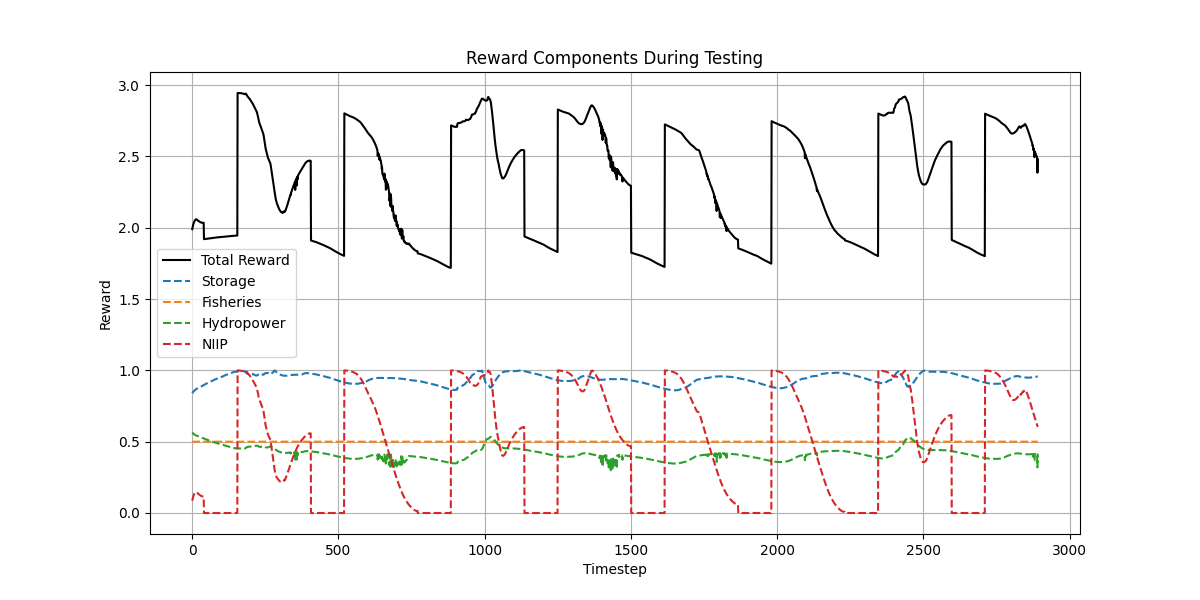 Reward Components During Testing
3.0
2.5
2.0
1.5
1.0
0.5
0.0
Reward
Total Reward
Storage
Fisheries
Hydropower
NIIP
0
500
1000
1500
2000
2500
3000
Timestep